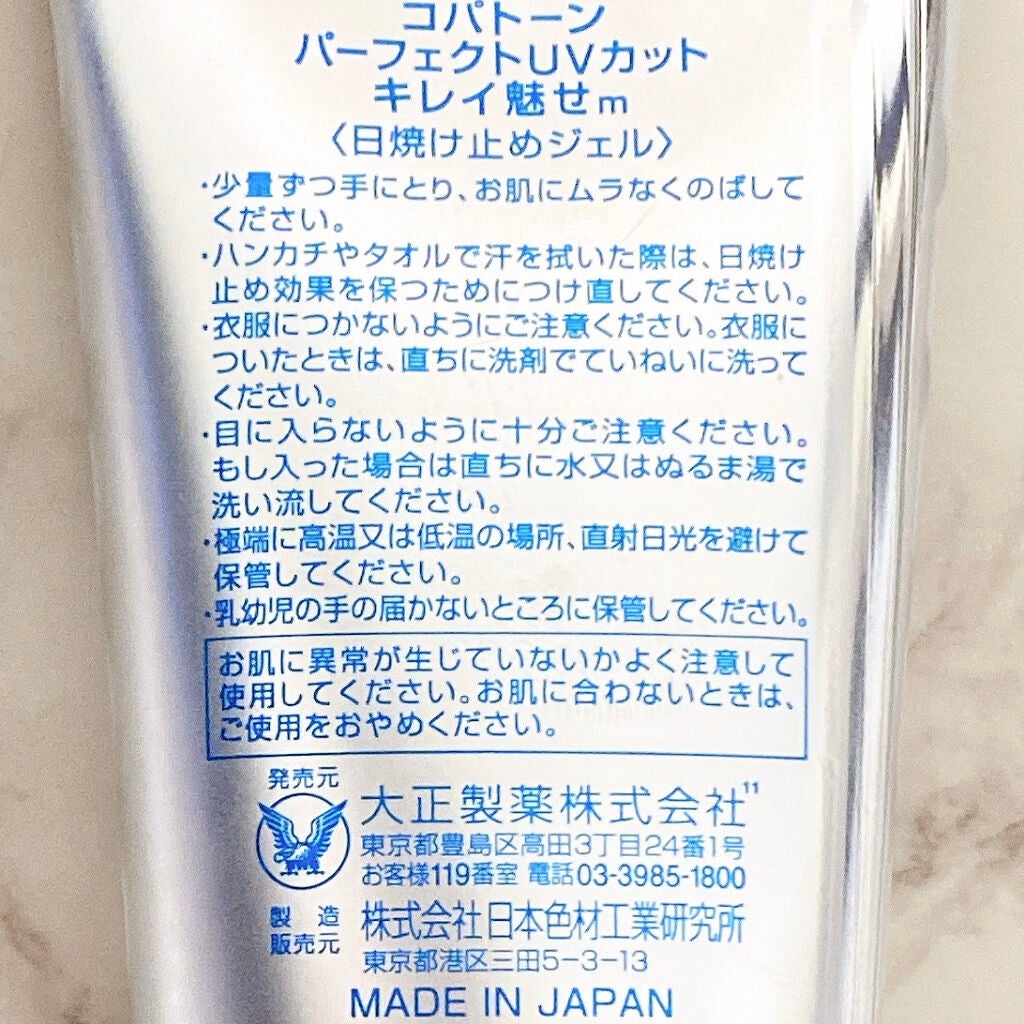 コパトーン
パーフェクトUVカット
キレイ魅せm
〈日焼け止めジェル〉
・少量ずつ手にとり、お肌にムラなくのばして
ください。
・ハンカチやタオルで汗を拭いた際は、日焼け
止め効果を保つためにつけ直してください。
・衣服につかないようにご注意ください。衣服に
ついたときは、直ちに洗剤でていねいに洗って
ください。
・目に入らないように十分ご注意ください。
もし入った場合は直ちに水又はぬるま湯で
洗い流してください。
・極端に高温又は低温の場所、直射日光を避けて
保管してください。
・乳幼児の手の届かないところに保管してください。
お肌に異常が生じていないかよく注意して
使用してください。お肌に合わないときは、
ご使用をおやめください。
発売元
大正製薬株式会社11
東京都豊島区高田3丁目24番1号
お客様119番室 電話03-3985-1800
製造
販売元
株式会社日本色材工業研究所
東京都港区三田5-3-13
MADE IN JAPAN